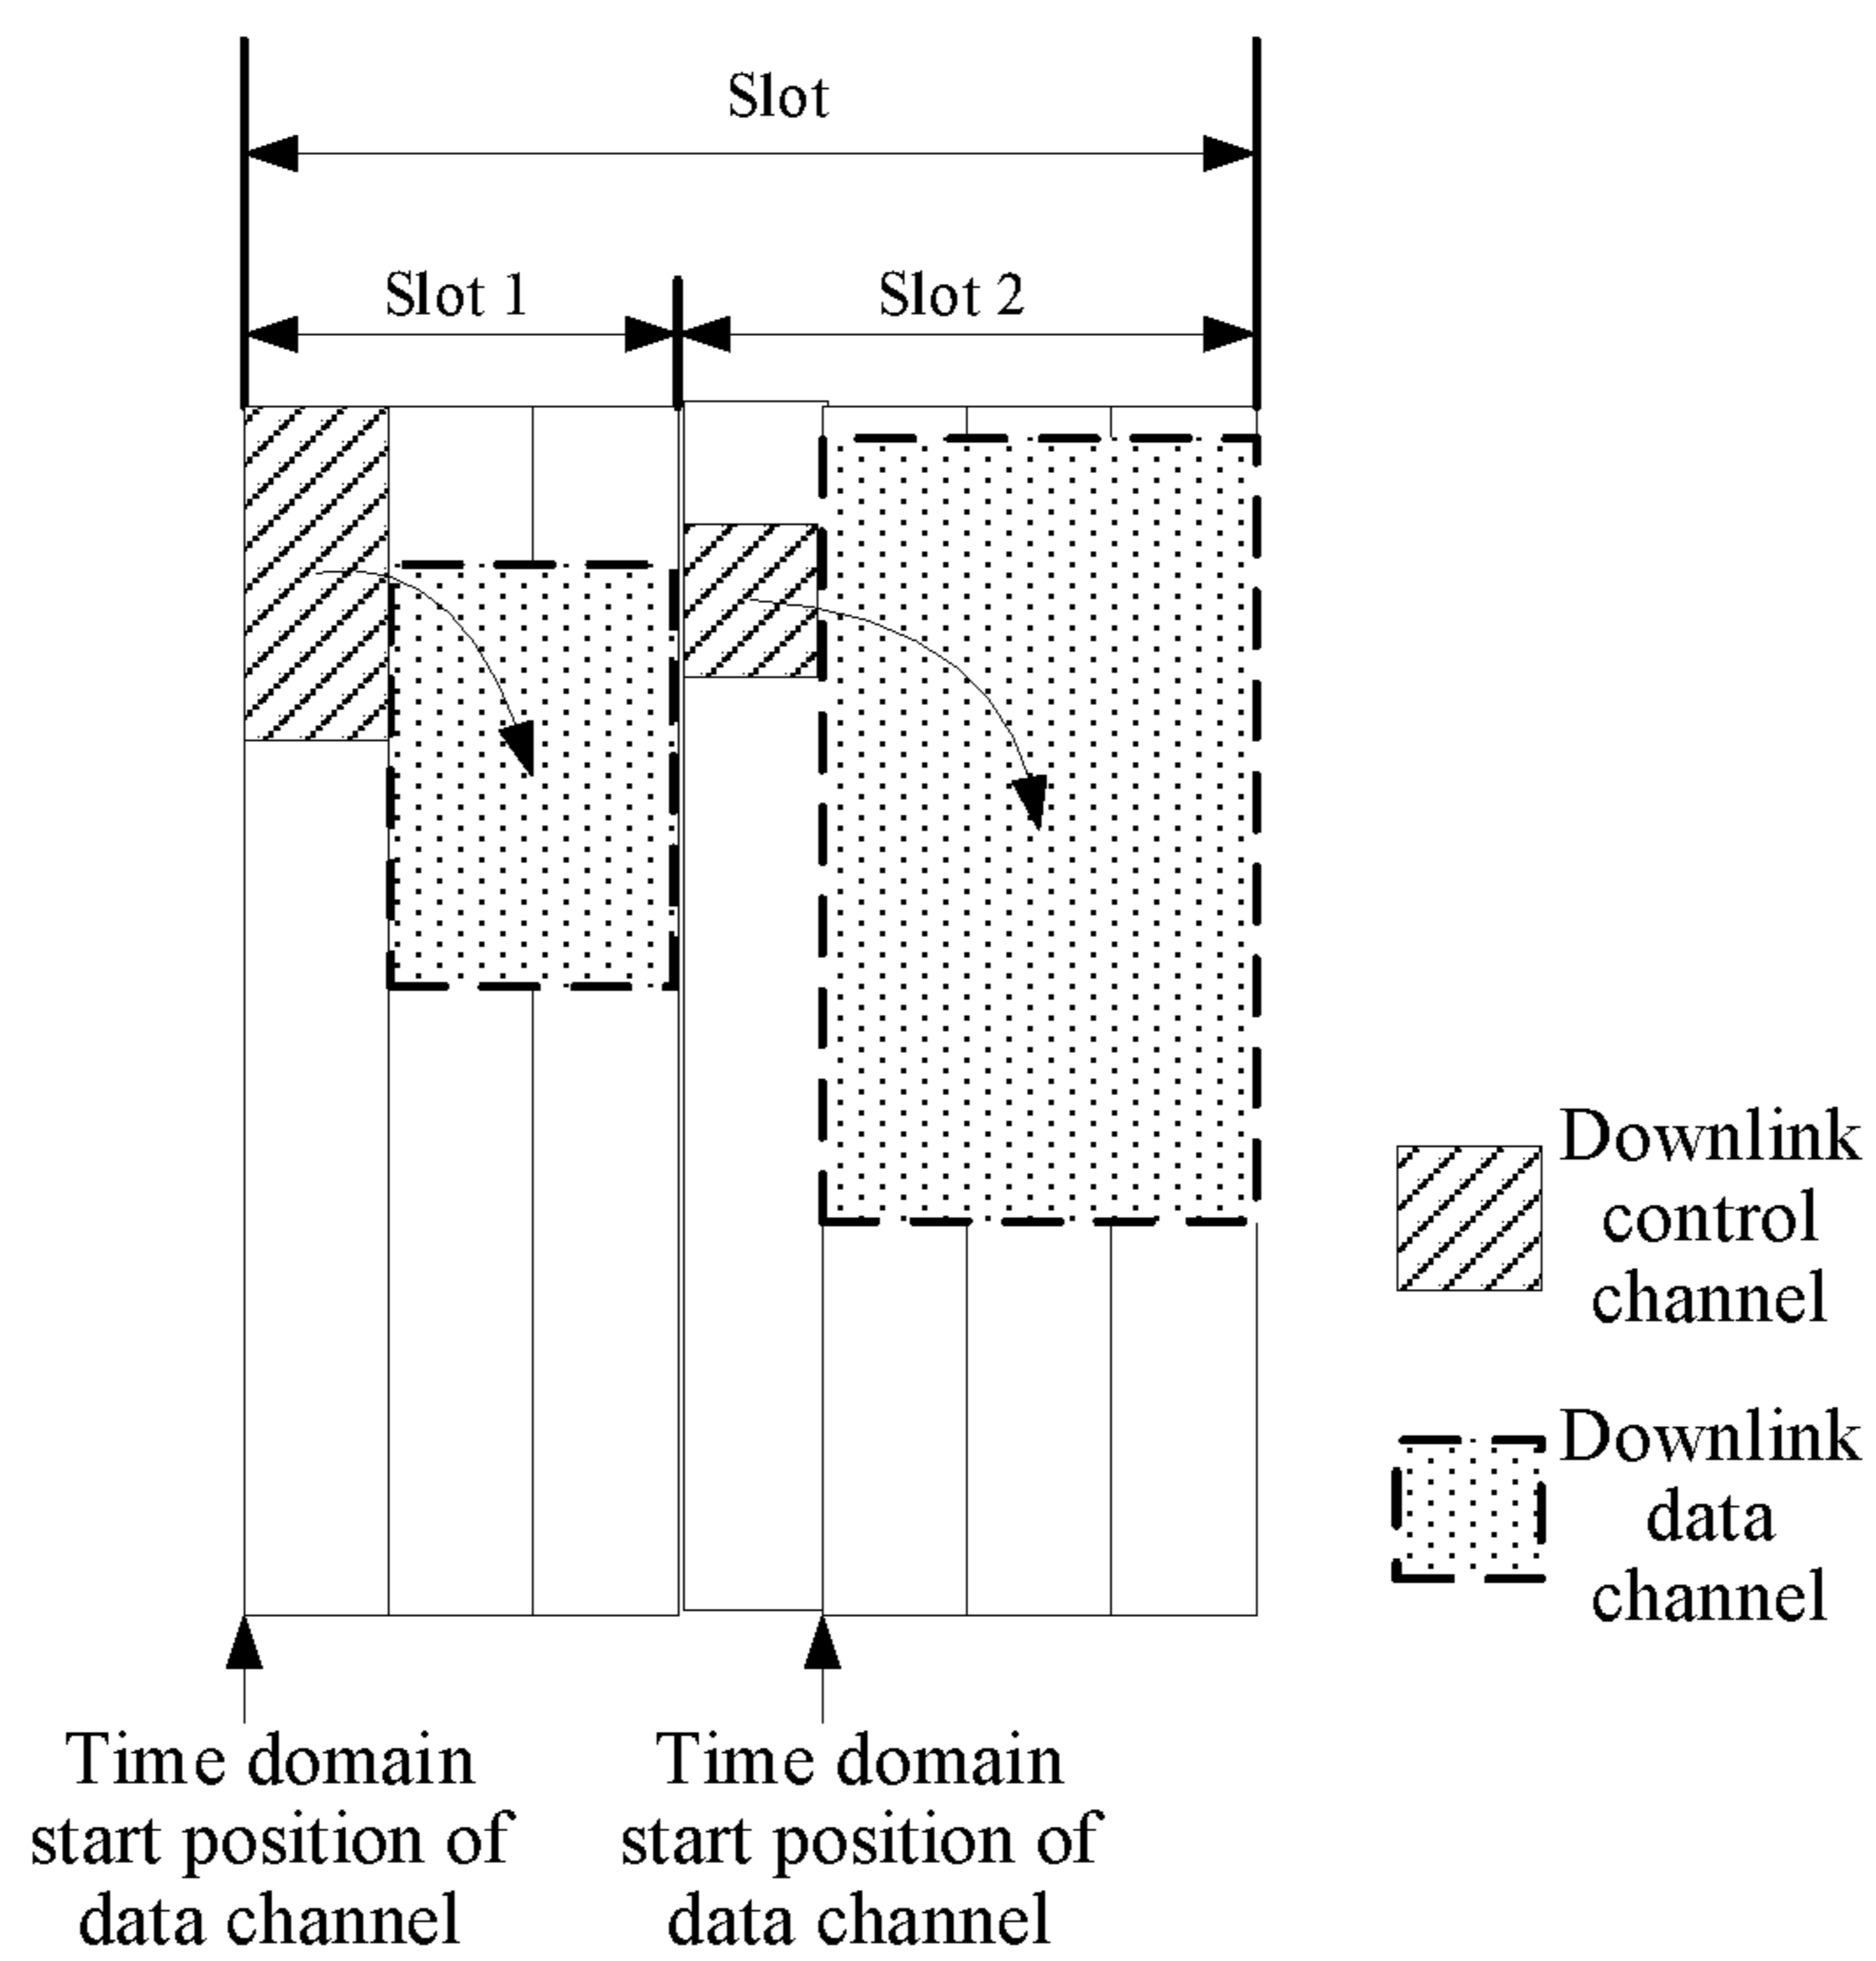 Slot
Slot 1
Slot 2
Downlink
control
channel
Downlink
data
channel
Time domain
start position of
data channel
Time domain
start position of
data channel